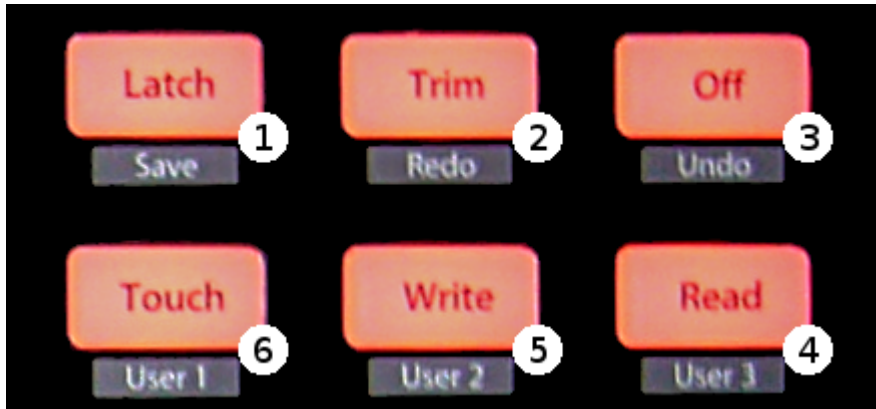 Latch Trim Off
1 2 3
Save Redo Undo
Touch Write Read
6 5 4
User 1 User 2 User 3